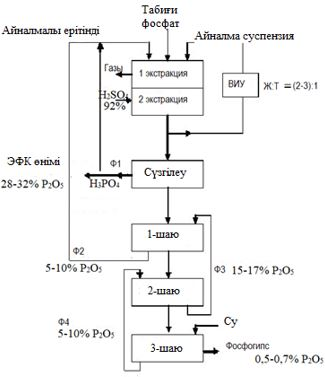 Табиғи
фосфат
Айналмалы ерітінді
Айналма суспензия
Газы
1 экстракция
H₂SO₄
92%
2 экстракция
ВИУ
Ж:Т = (2-3):1
ЭФК өнімі
28-32% P₂O₅
Ф1
H₃PO₄
Сүзгілеу
1-шаю
Ф2
5-10% P₂O₅
Ф3
15-17% P₂O₅
2-шаю
Ф4
5-10% P₂O₅
Су
3-шаю
Фосфогипс
0,5-0,7% P₂O₅